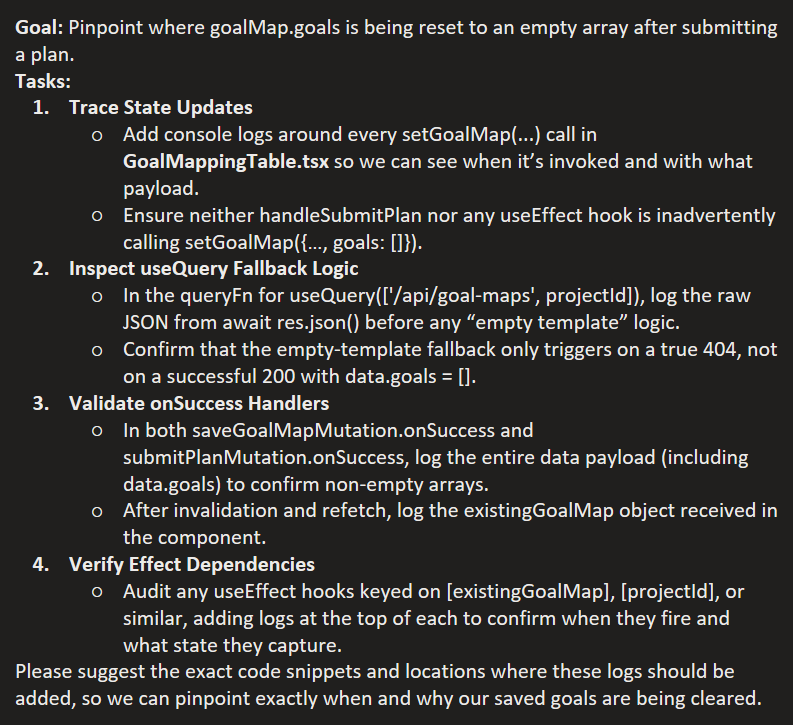 Goal: Pinpoint where goalMap.goals is being reset to an empty array after submitting
a plan.
Tasks:
1. Trace State Updates
o Add console logs around every setGoalMap(...) call in
GoalMappingTable.tsx so we can see when it’s invoked and with what
payload.
o Ensure neither handleSubmitPlan nor any useEffect hook is inadvertently
calling setGoalMap({…, goals: []}).
2. Inspect useQuery Fallback Logic
o In the queryFn for useQuery(['/api/goal-maps', projectId]), log the raw
JSON from await res.json() before any “empty template” logic.
o Confirm that the empty-template fallback only triggers on a true 404, not
on a successful 200 with data.goals = [].
3. Validate onSuccess Handlers
o In both saveGoalMapMutation.onSuccess and
submitPlanMutation.onSuccess, log the entire data payload (including
data.goals) to confirm non-empty arrays.
o After invalidation and refetch, log the existingGoalMap object received in
the component.
4. Verify Effect Dependencies
o Audit any useEffect hooks keyed on [existingGoalMap], [projectId], or
similar, adding logs at the top of each to confirm when they fire and
what state they capture.
Please suggest the exact code snippets and locations where these logs should be
added, so we can pinpoint exactly when and why our saved goals are being cleared.